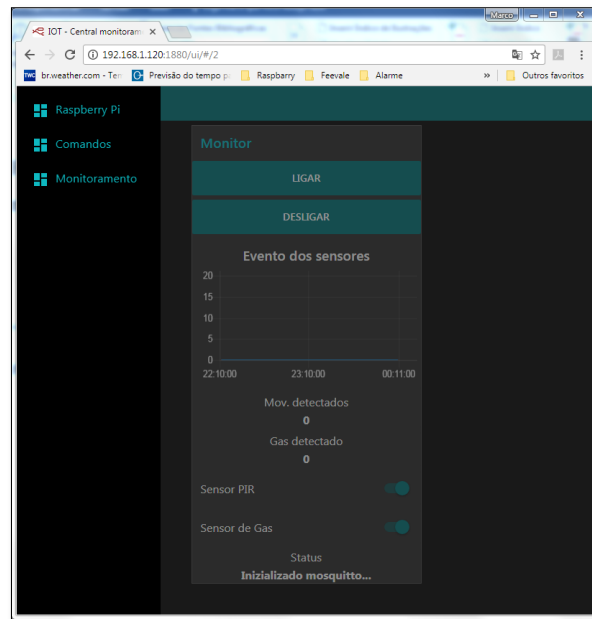 Marco
IOT - Central monitoram
192.168.1.120:1880/ui/#/2
br.weather.com - Ten
Previsão do tempo p
Raspbarry
Feevale
Alarme
»
Outros favoritos
Raspberry Pi
Comandos
Monitoramento
Monitor
LIGAR
DESLIGAR
Evento dos sensores
20
15
10
5
0
22:10:00 23:10:00 00:11:00
Mov. detectados
0
Gas detectado
0
Sensor PIR
Sensor de Gas
Status
Inizializado mosquitto...